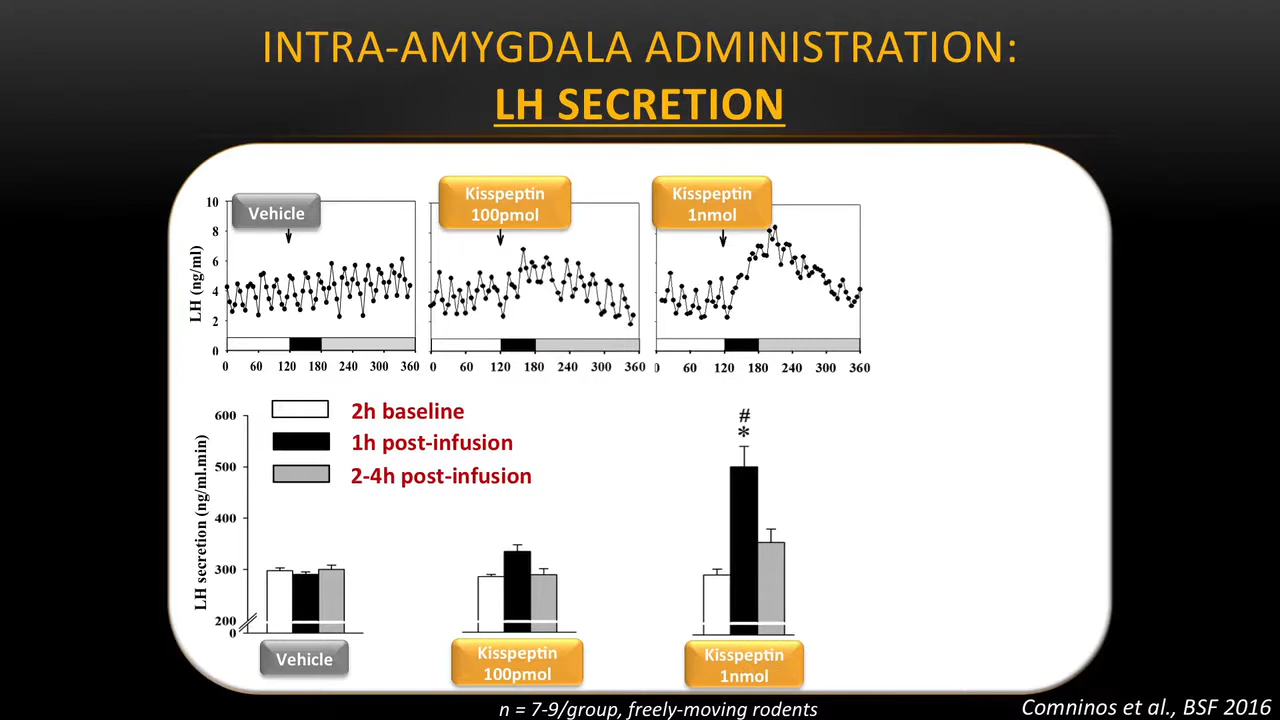 INTRA-AMYGDALA ADMINISTRATION:
LH SECRETION
Vehicle
Kisspeptin
100pmol
Kisspeptin
1nmol
LH (ng/ml)
10
8
6
4
2
0
0 60 120 180 240 300 360
0 60 120 180 240 300 360
0 60 120 180 240 300 360
2h baseline
1h post-infusion
2-4h post-infusion
LH secretion (ng/ml.min)
600
500
400
300
200
0
#
*
Vehicle
Kisspeptin
100pmol
Kisspeptin
1nmol
n = 7-9/group, freely-moving rodents
Comninos et al., BSF 2016